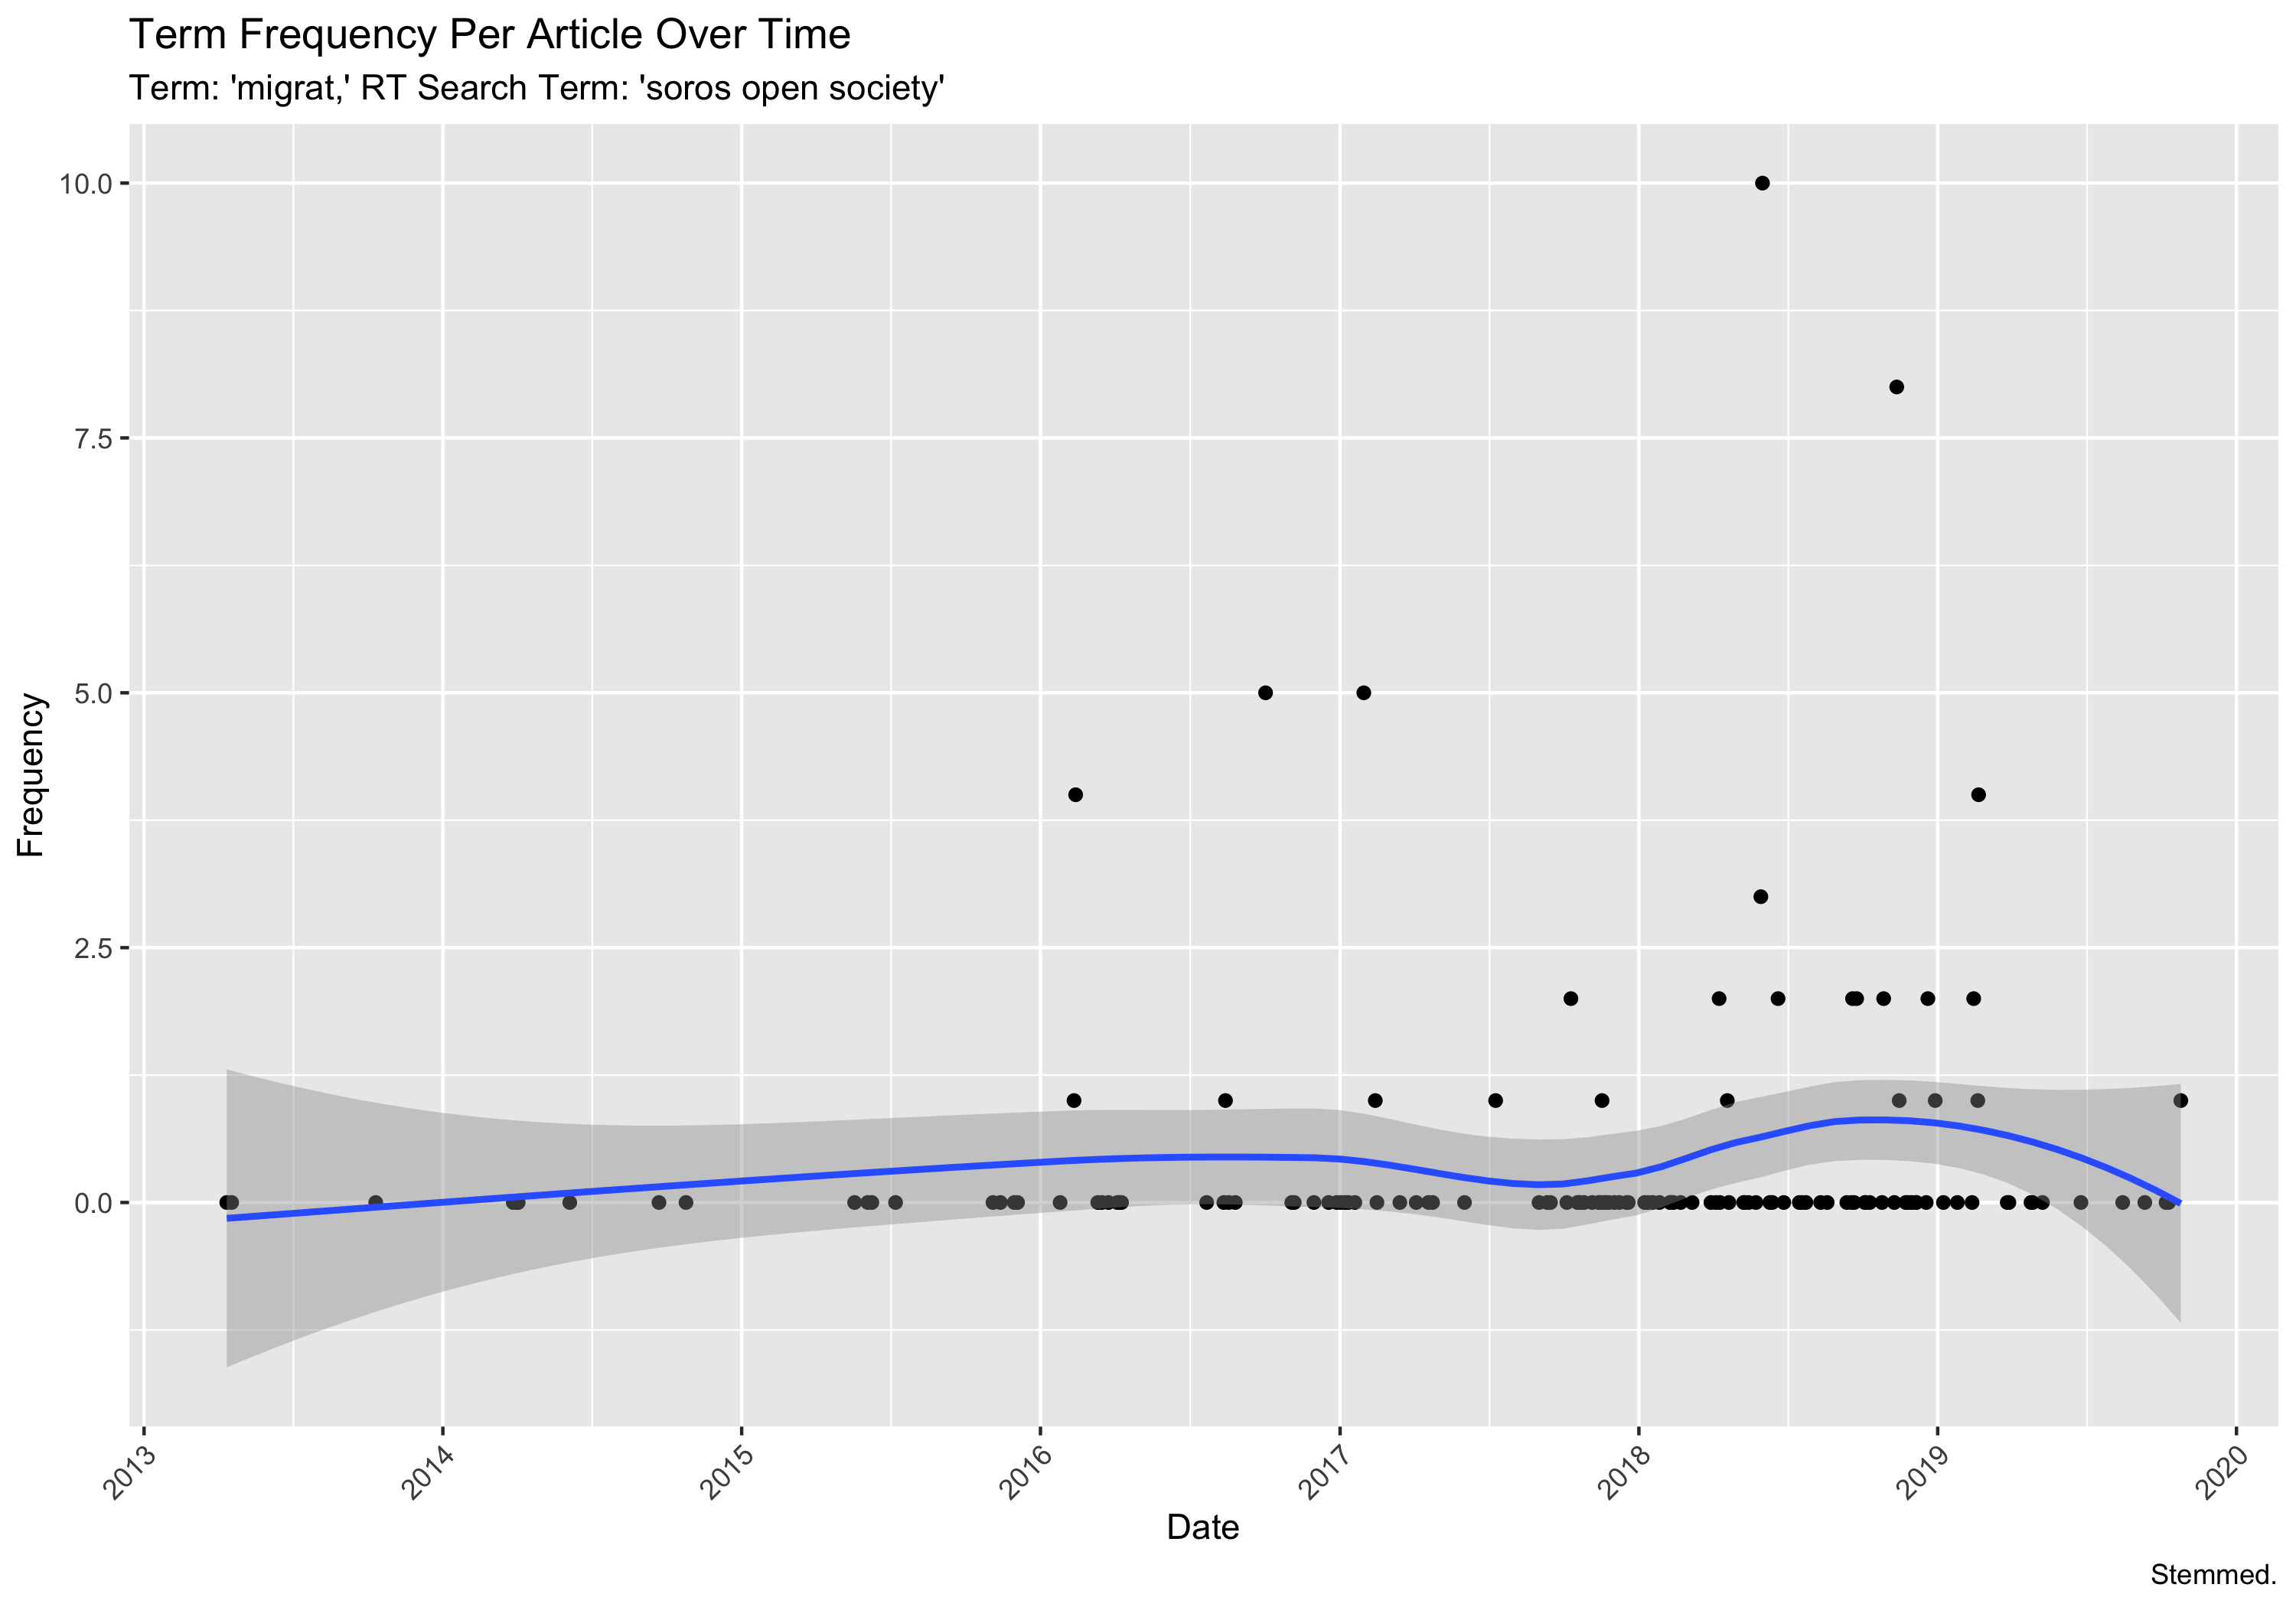 Term Frequency Per Article Over Time
Term: 'migrat,' RT Search Term: 'soros open society'
10.0
7.5
5.0
2.5
0.0
Frequency
2013
2014
2015
2016
2017
2018
2019
2020
Date
Stemmed.